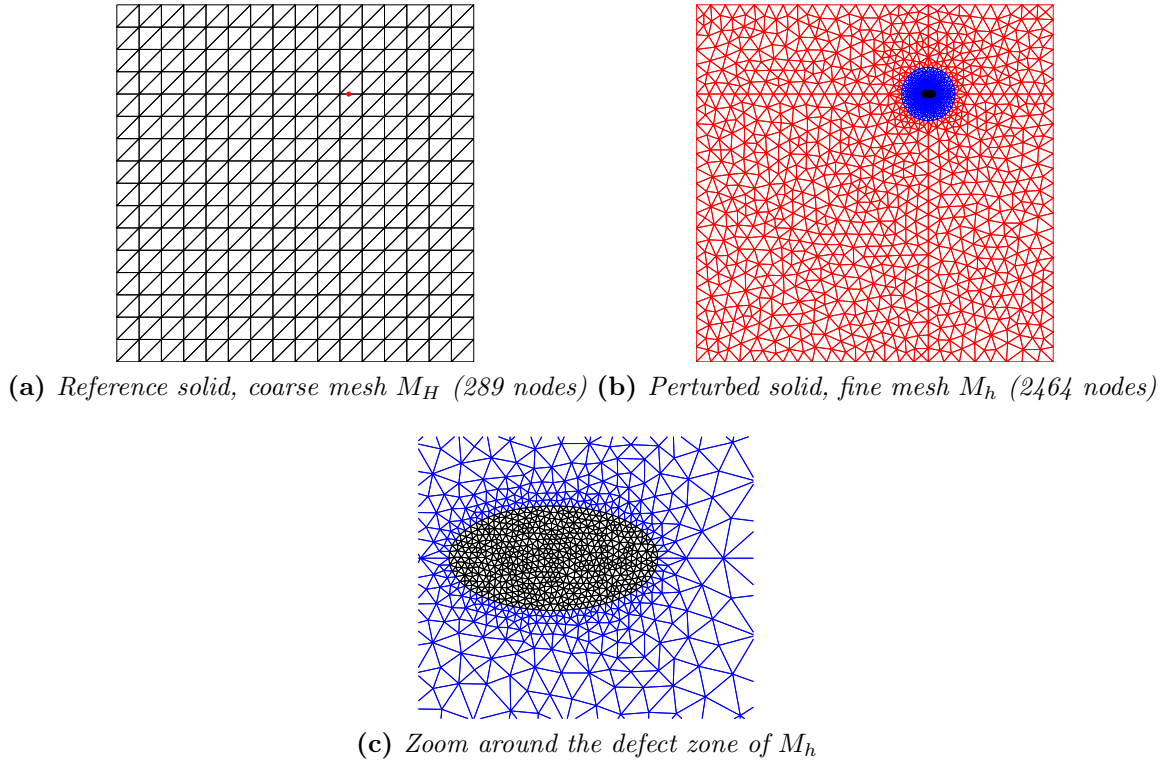 (a) Reference solid, coarse mesh M_H (289 nodes) (b) Perturbed solid, fine mesh M_h (2464 nodes)
(c) Zoom around the defect zone of M_h